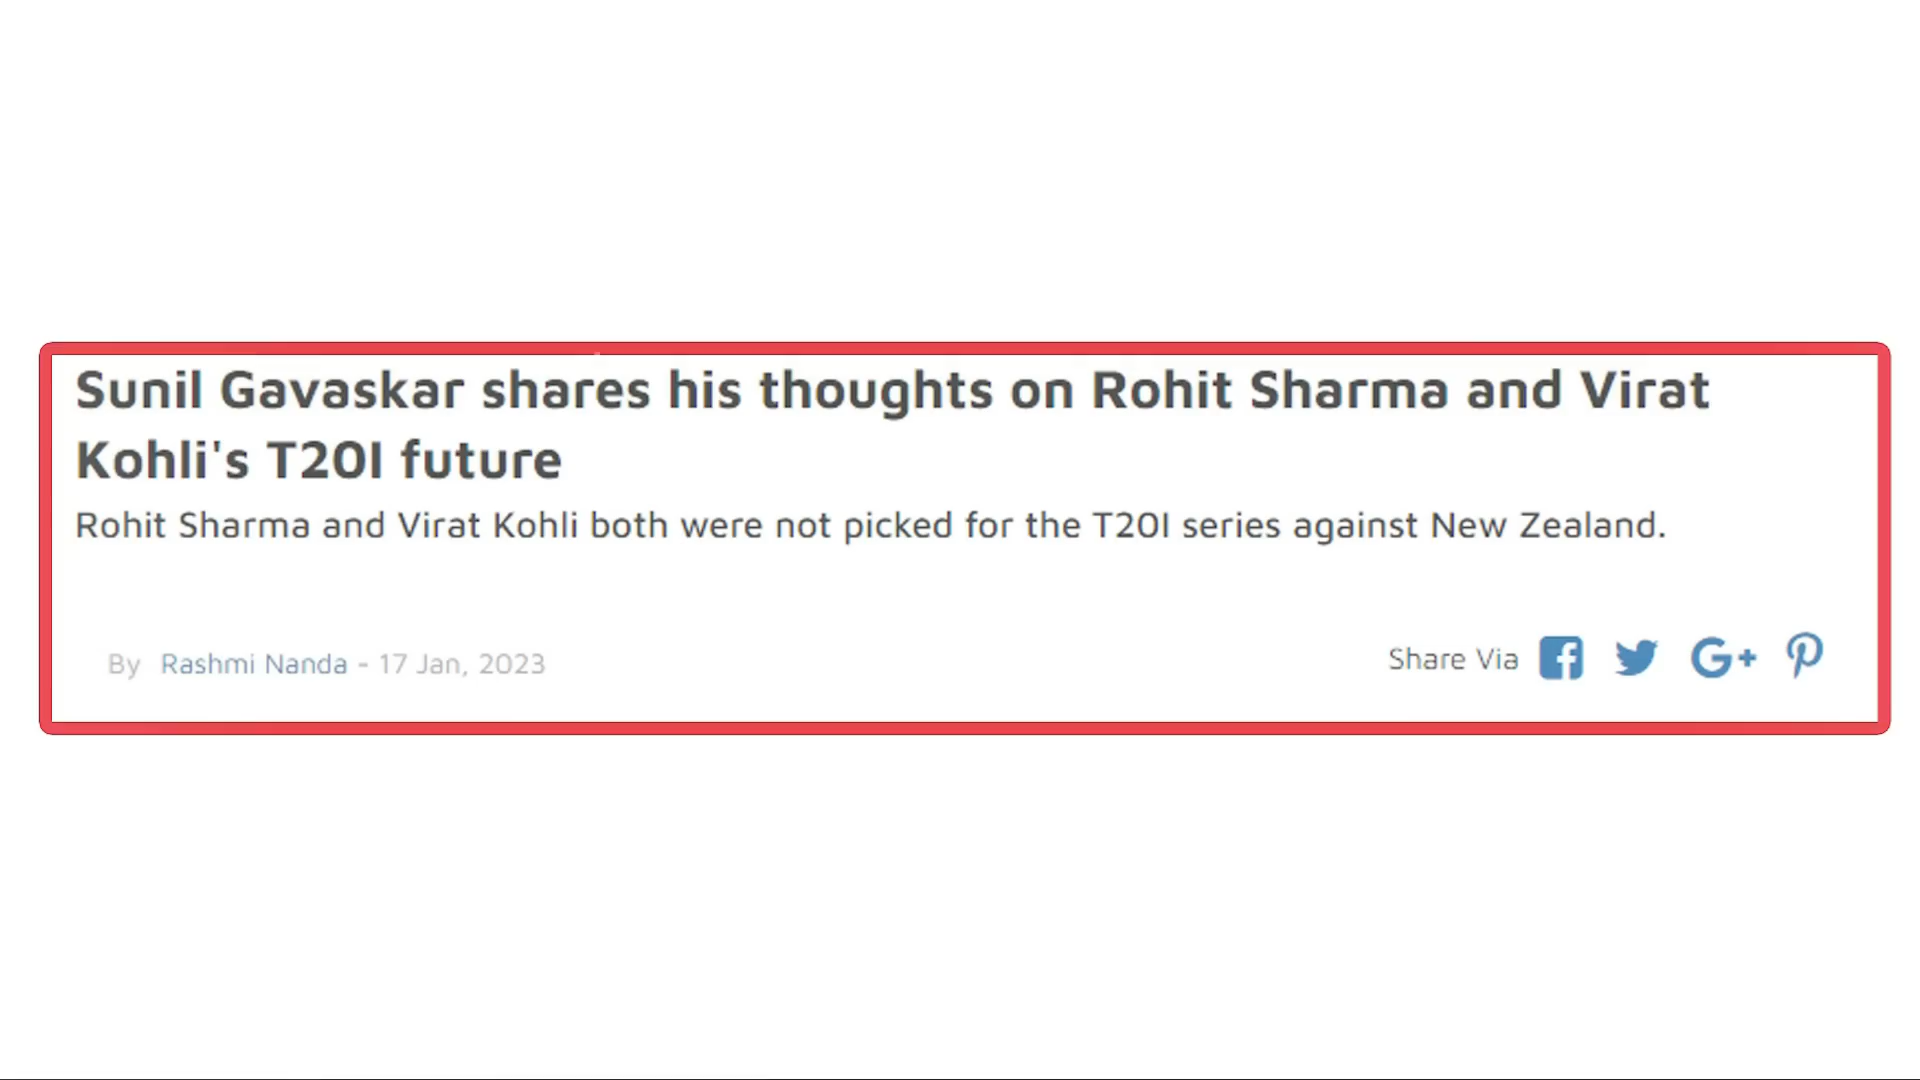 Sunil Gavaskar shares his thoughts on Rohit Sharma and Virat
Kohli's T20I future
Rohit Sharma and Virat Kohli both were not picked for the T20I series against New Zealand.
By Rashmi Nanda - 17 Jan, 2023
Share Via